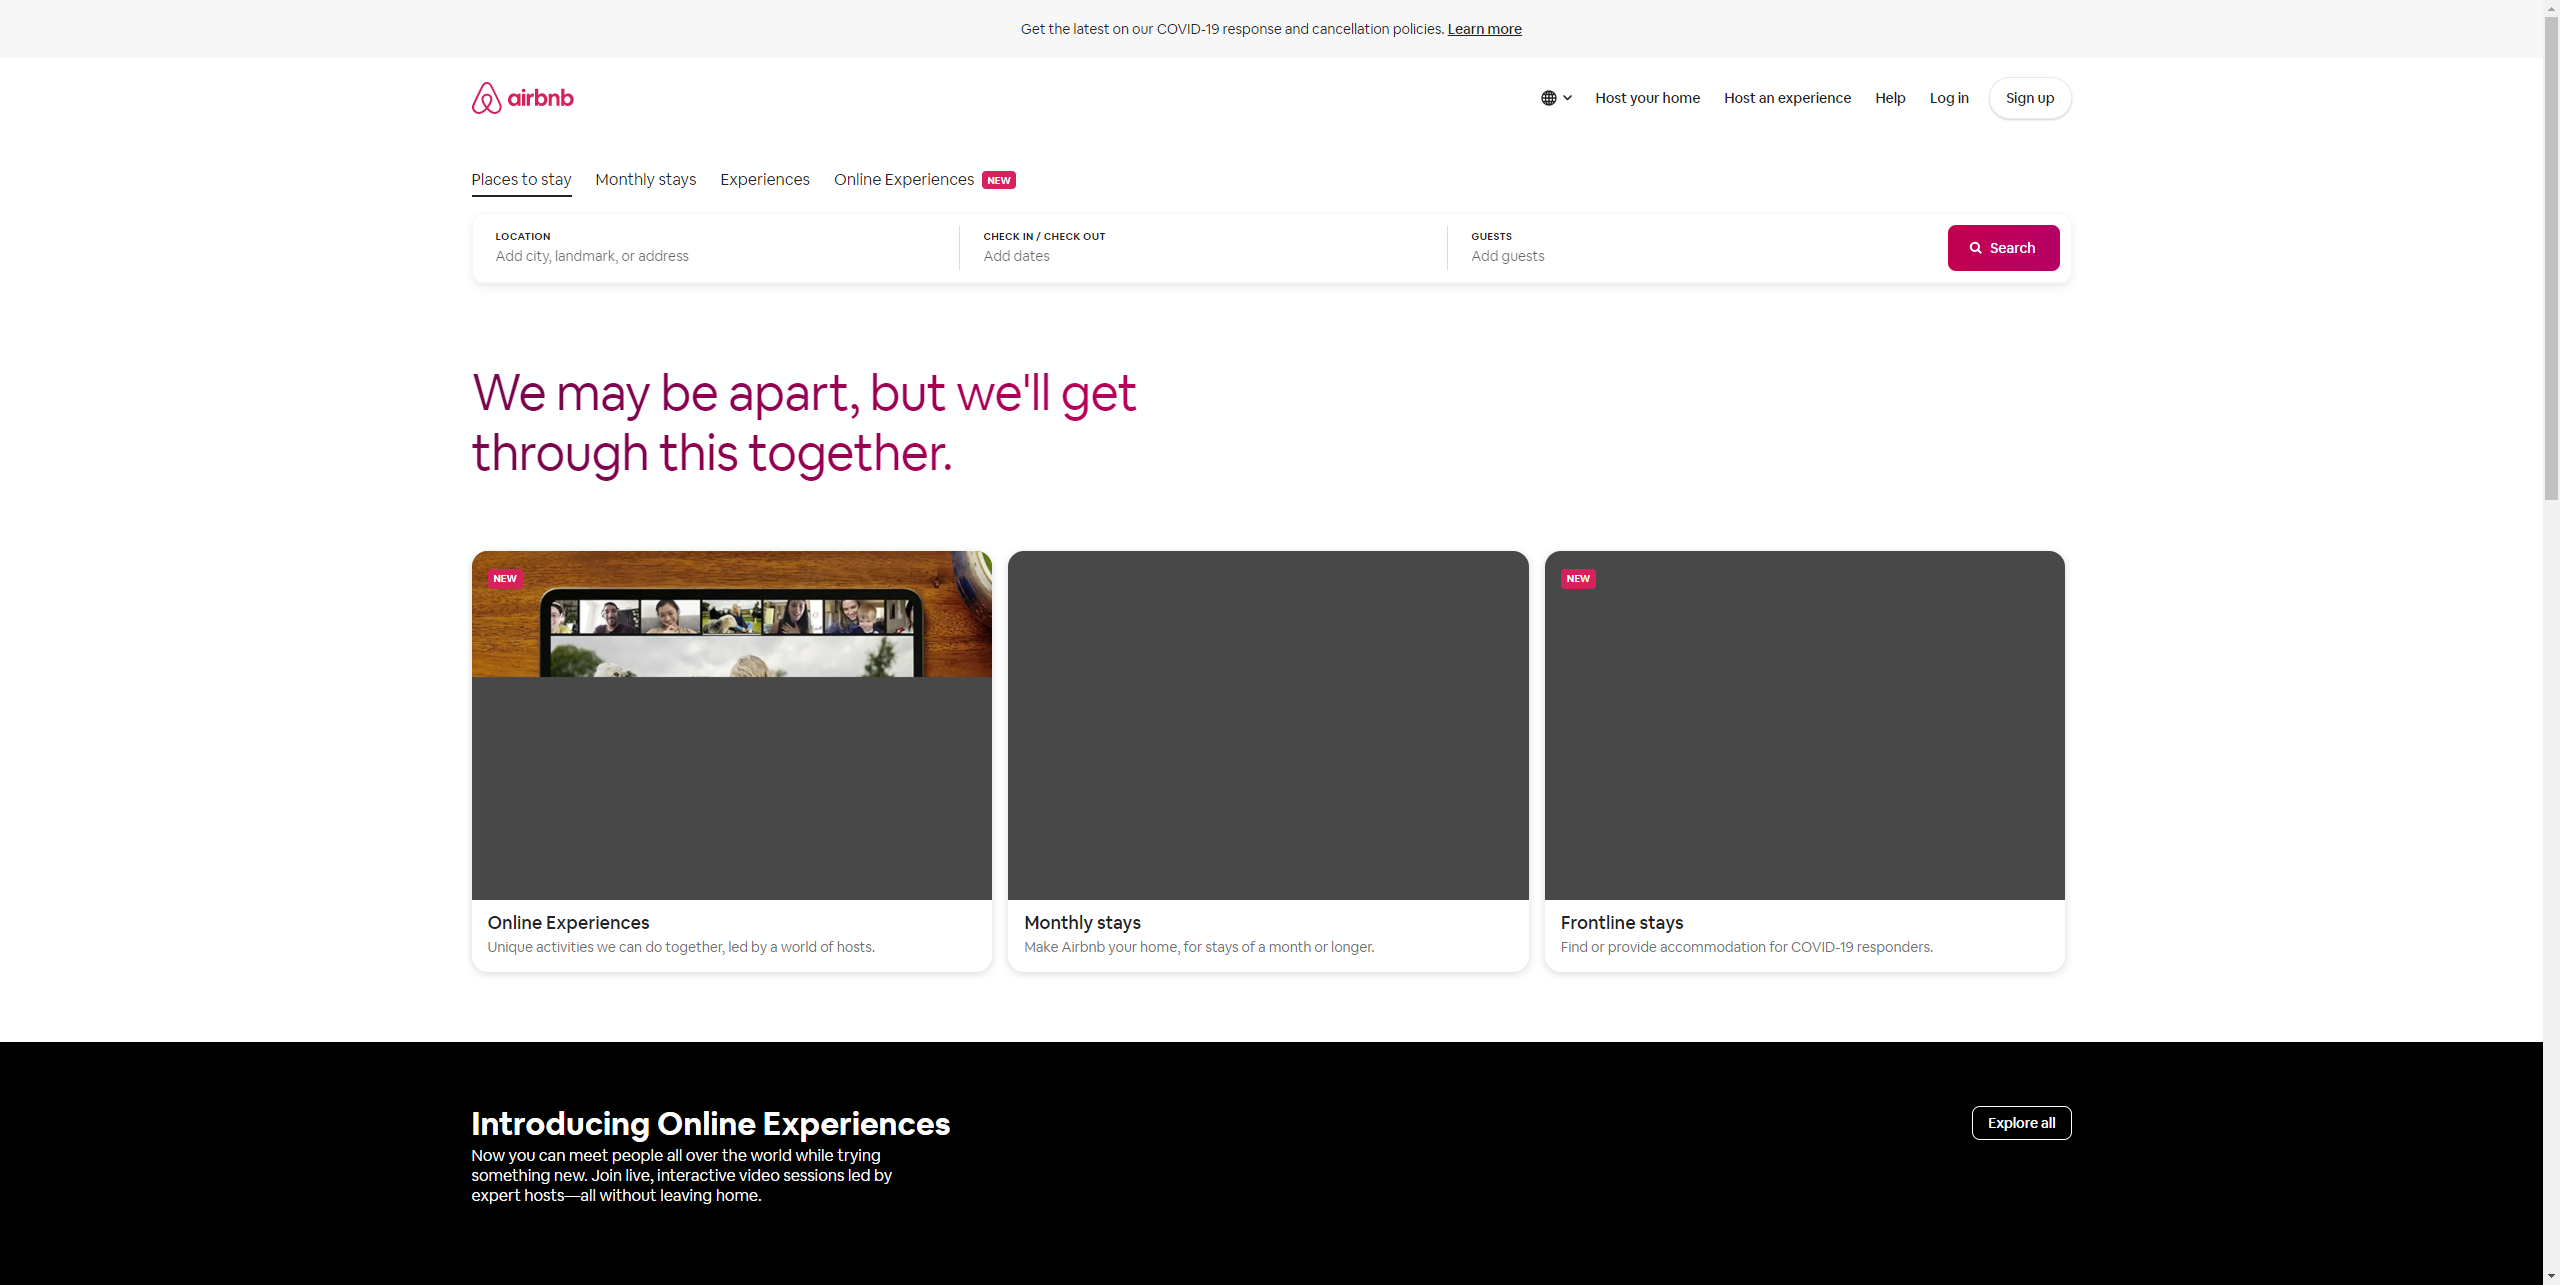 Get the latest on our COVID-19 response and cancellation policies. Learn more
airbnb
Host your home
Host an experience
Help
Log in
Sign up
Places to stay
Monthly stays
Experiences
Online Experiences
NEW
LOCATION
Add city, landmark, or address
CHECK IN / CHECK OUT
Add dates
GUESTS
Add guests
Search
We may be apart, but we'll get
through this together.
NEW
Online Experiences
Unique activities we can do together, led by a world of hosts.
Monthly stays
Make Airbnb your home, for stays of a month or longer.
NEW
Frontline stays
Find or provide accommodation for COVID-19 responders.
Introducing Online Experiences
Now you can meet people all over the world while trying
something new. Join live, interactive video sessions led by
expert hosts—all without leaving home.
Explore all